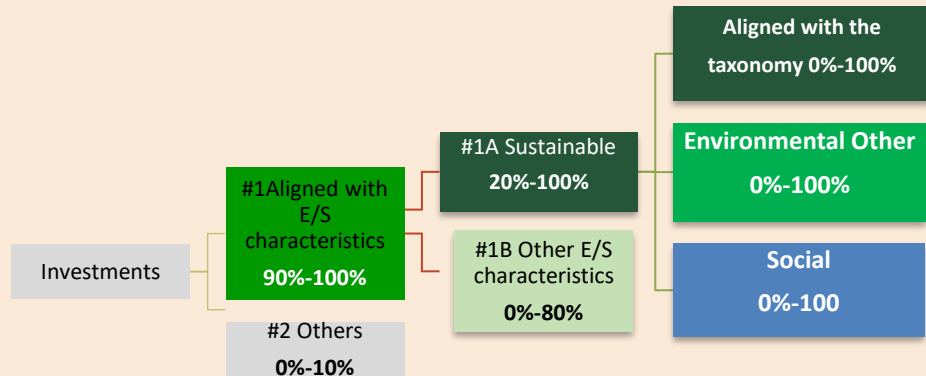 Investments
#1Aligned with
E/S
characteristics
90%-100%
#2 Others
0%-10%
#1A Sustainable
20%-100%
#1B Other E/S
characteristics
0%-80%
Aligned with the
taxonomy 0%-100%
Environmental Other
0%-100%
Social
0%-100